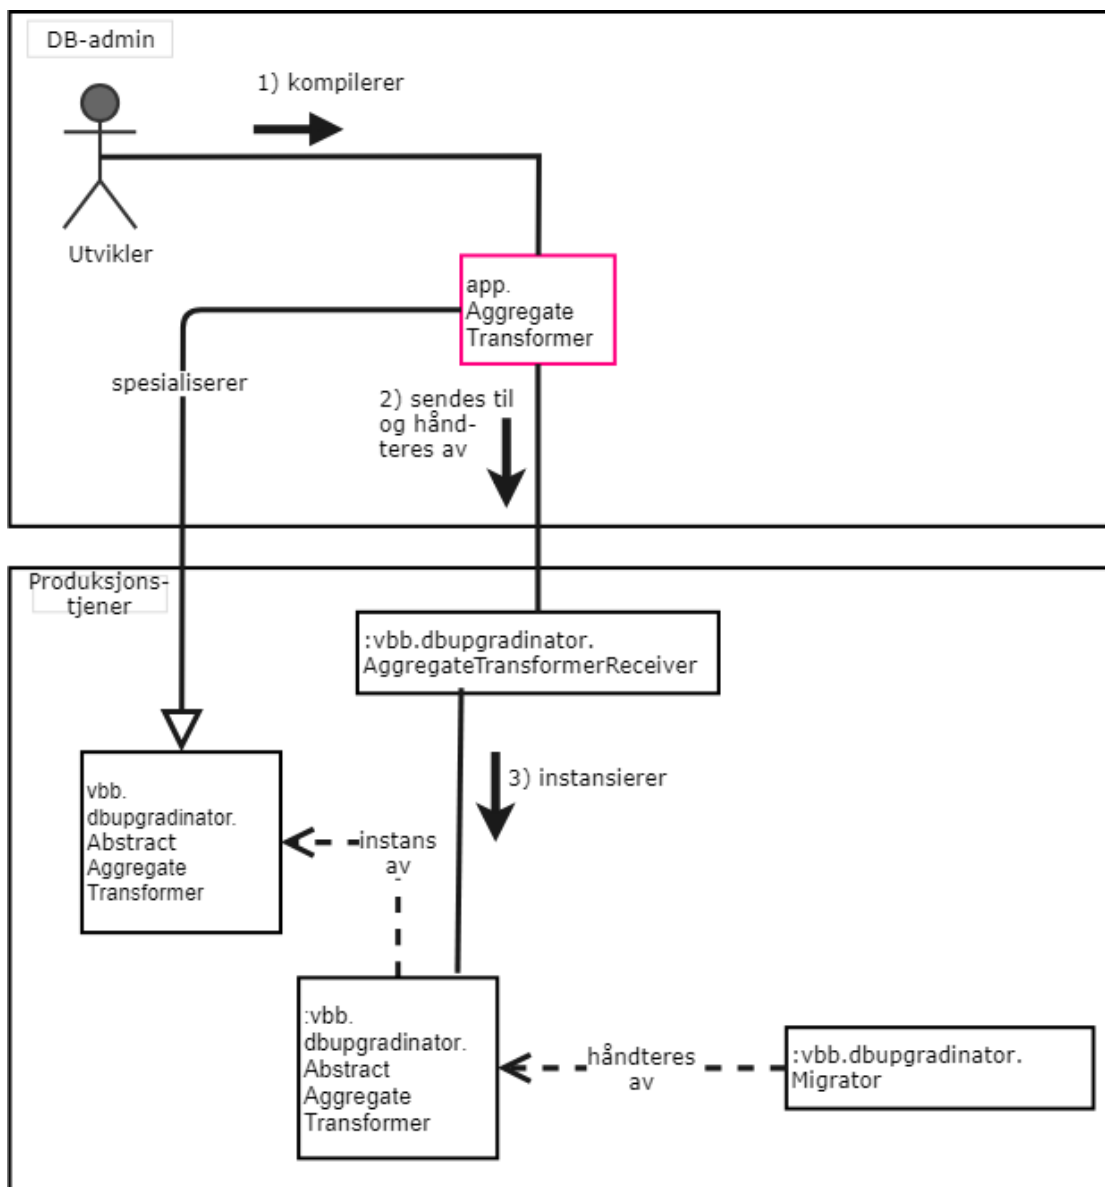 DB-admin
1) kompilerer
Utvikler
app.
Aggregate
Transformer
spesialiserer
2) sendes til
og hånd-
teres av
Produksjons-
tjener
:vbb.dbupgradinator.
AggregateTransformerReceiver
3) instansierer
vbb.
dbupgradinator.
Abstract
Aggregate
Transformer
instans
av
:vbb.
dbupgradinator.
Abstract
Aggregate
Transformer
håndteres
av
:vbb.dbupgradinator.
Migrator